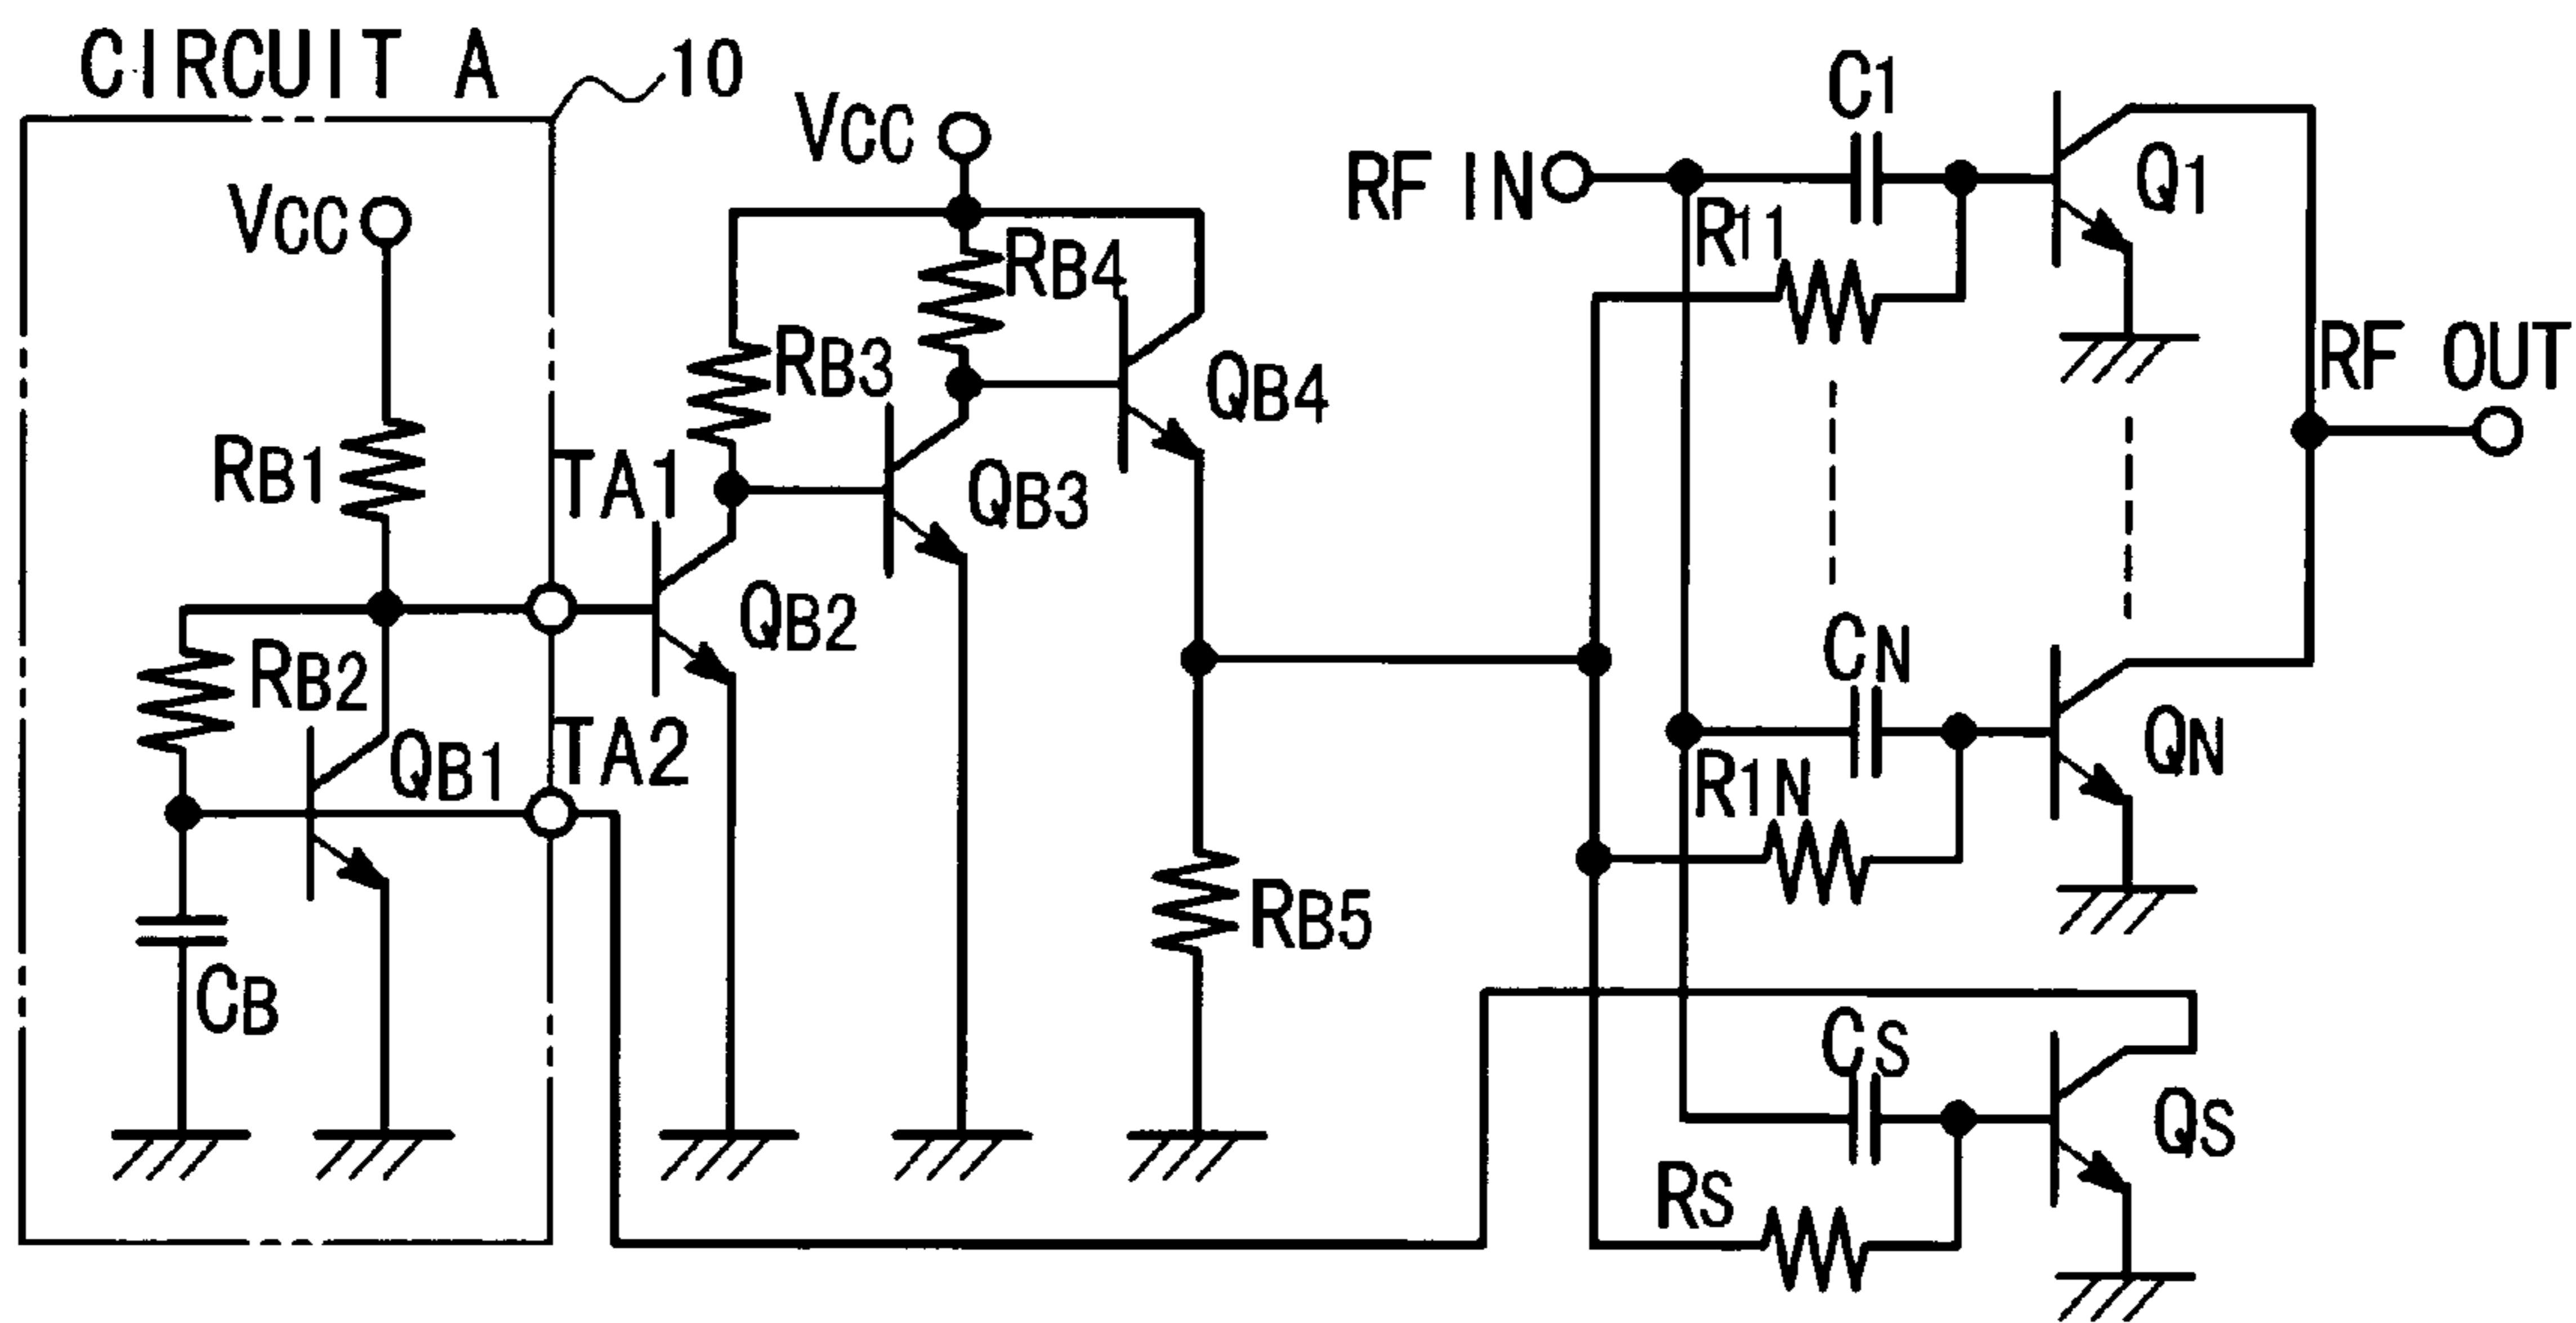 CIRCUIT A
10
VCC
VCC
RB1
RB2
QB1
CB
TA1
TA2
RB3
RB4
QB2
QB3
QB4
RB5
RF IN
C1
R11
Q1
RF OUT
CN
R1N
QN
CS
RS
QS